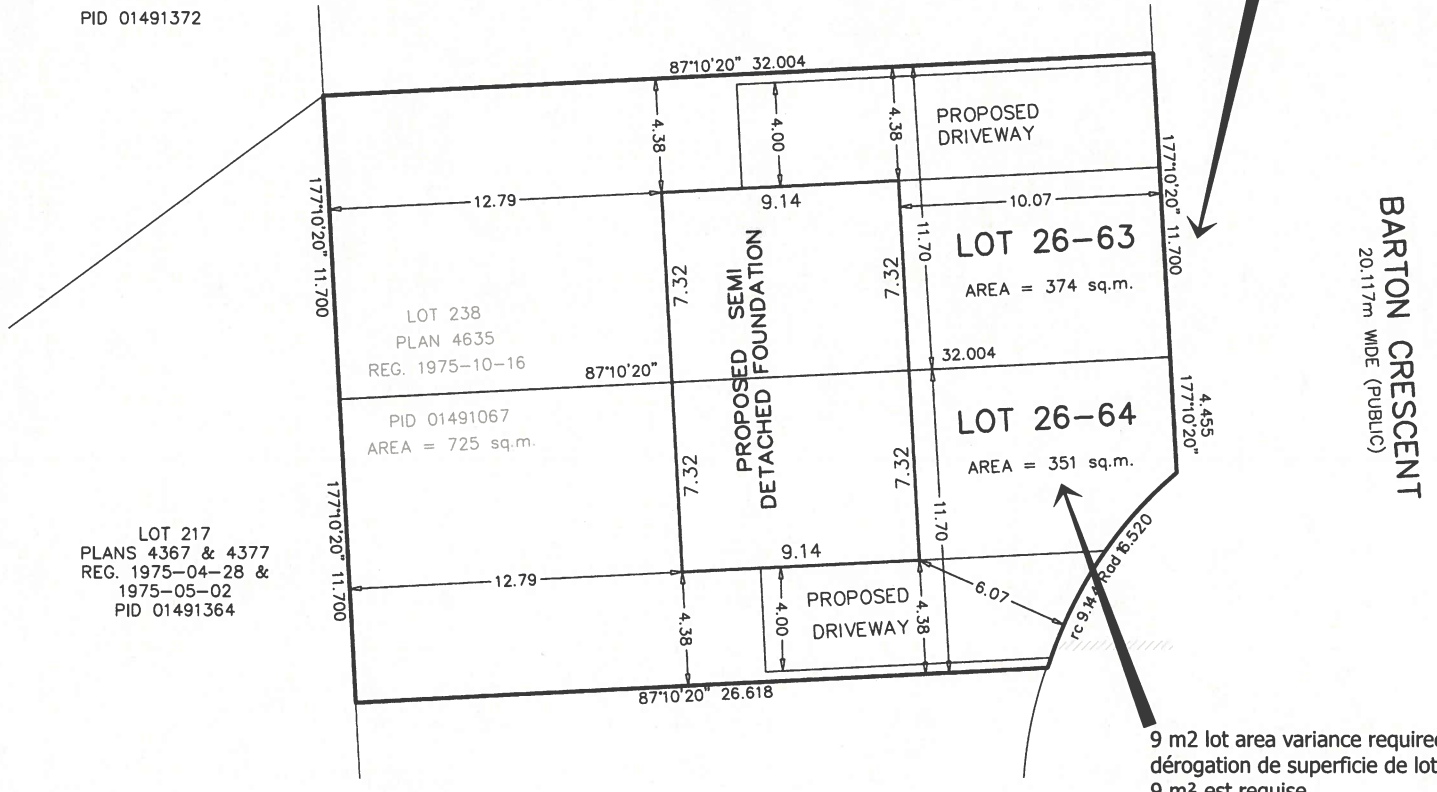 PID 01491372
87°10'20" 32.004
4.38
4.00
4.38
PROPOSED
DRIVEWAY
177°10'20" 11.700
12.79
9.14
10.07
177°10'20" 11.700
11.70
LOT 26-63
AREA = 374 sq.m.
7.32
PROPOSED SEMI
DETACHED FOUNDATION
7.32
BARTON CRESCENT
20.117m WIDE (PUBLIC)
LOT 238
PLAN 4635
REG. 1975-10-16
87°10'20"
32.004
PID 01491067
AREA = 725 sq.m.
4.455
177°10'20"
LOT 26-64
AREA = 351 sq.m.
7.32
7.32
11.70
177°10'20" 11.700
LOT 217
PLANS 4367 & 4377
REG. 1975-04-28 &
1975-05-02
PID 01491364
12.79
9.14
6.07
Rad 16.520
4.38
4.00
PROPOSED
DRIVEWAY
4.38
87°10'20" 26.618
9 m2 lot area variance required
dérogation de superficie de lot
9 m² est requise